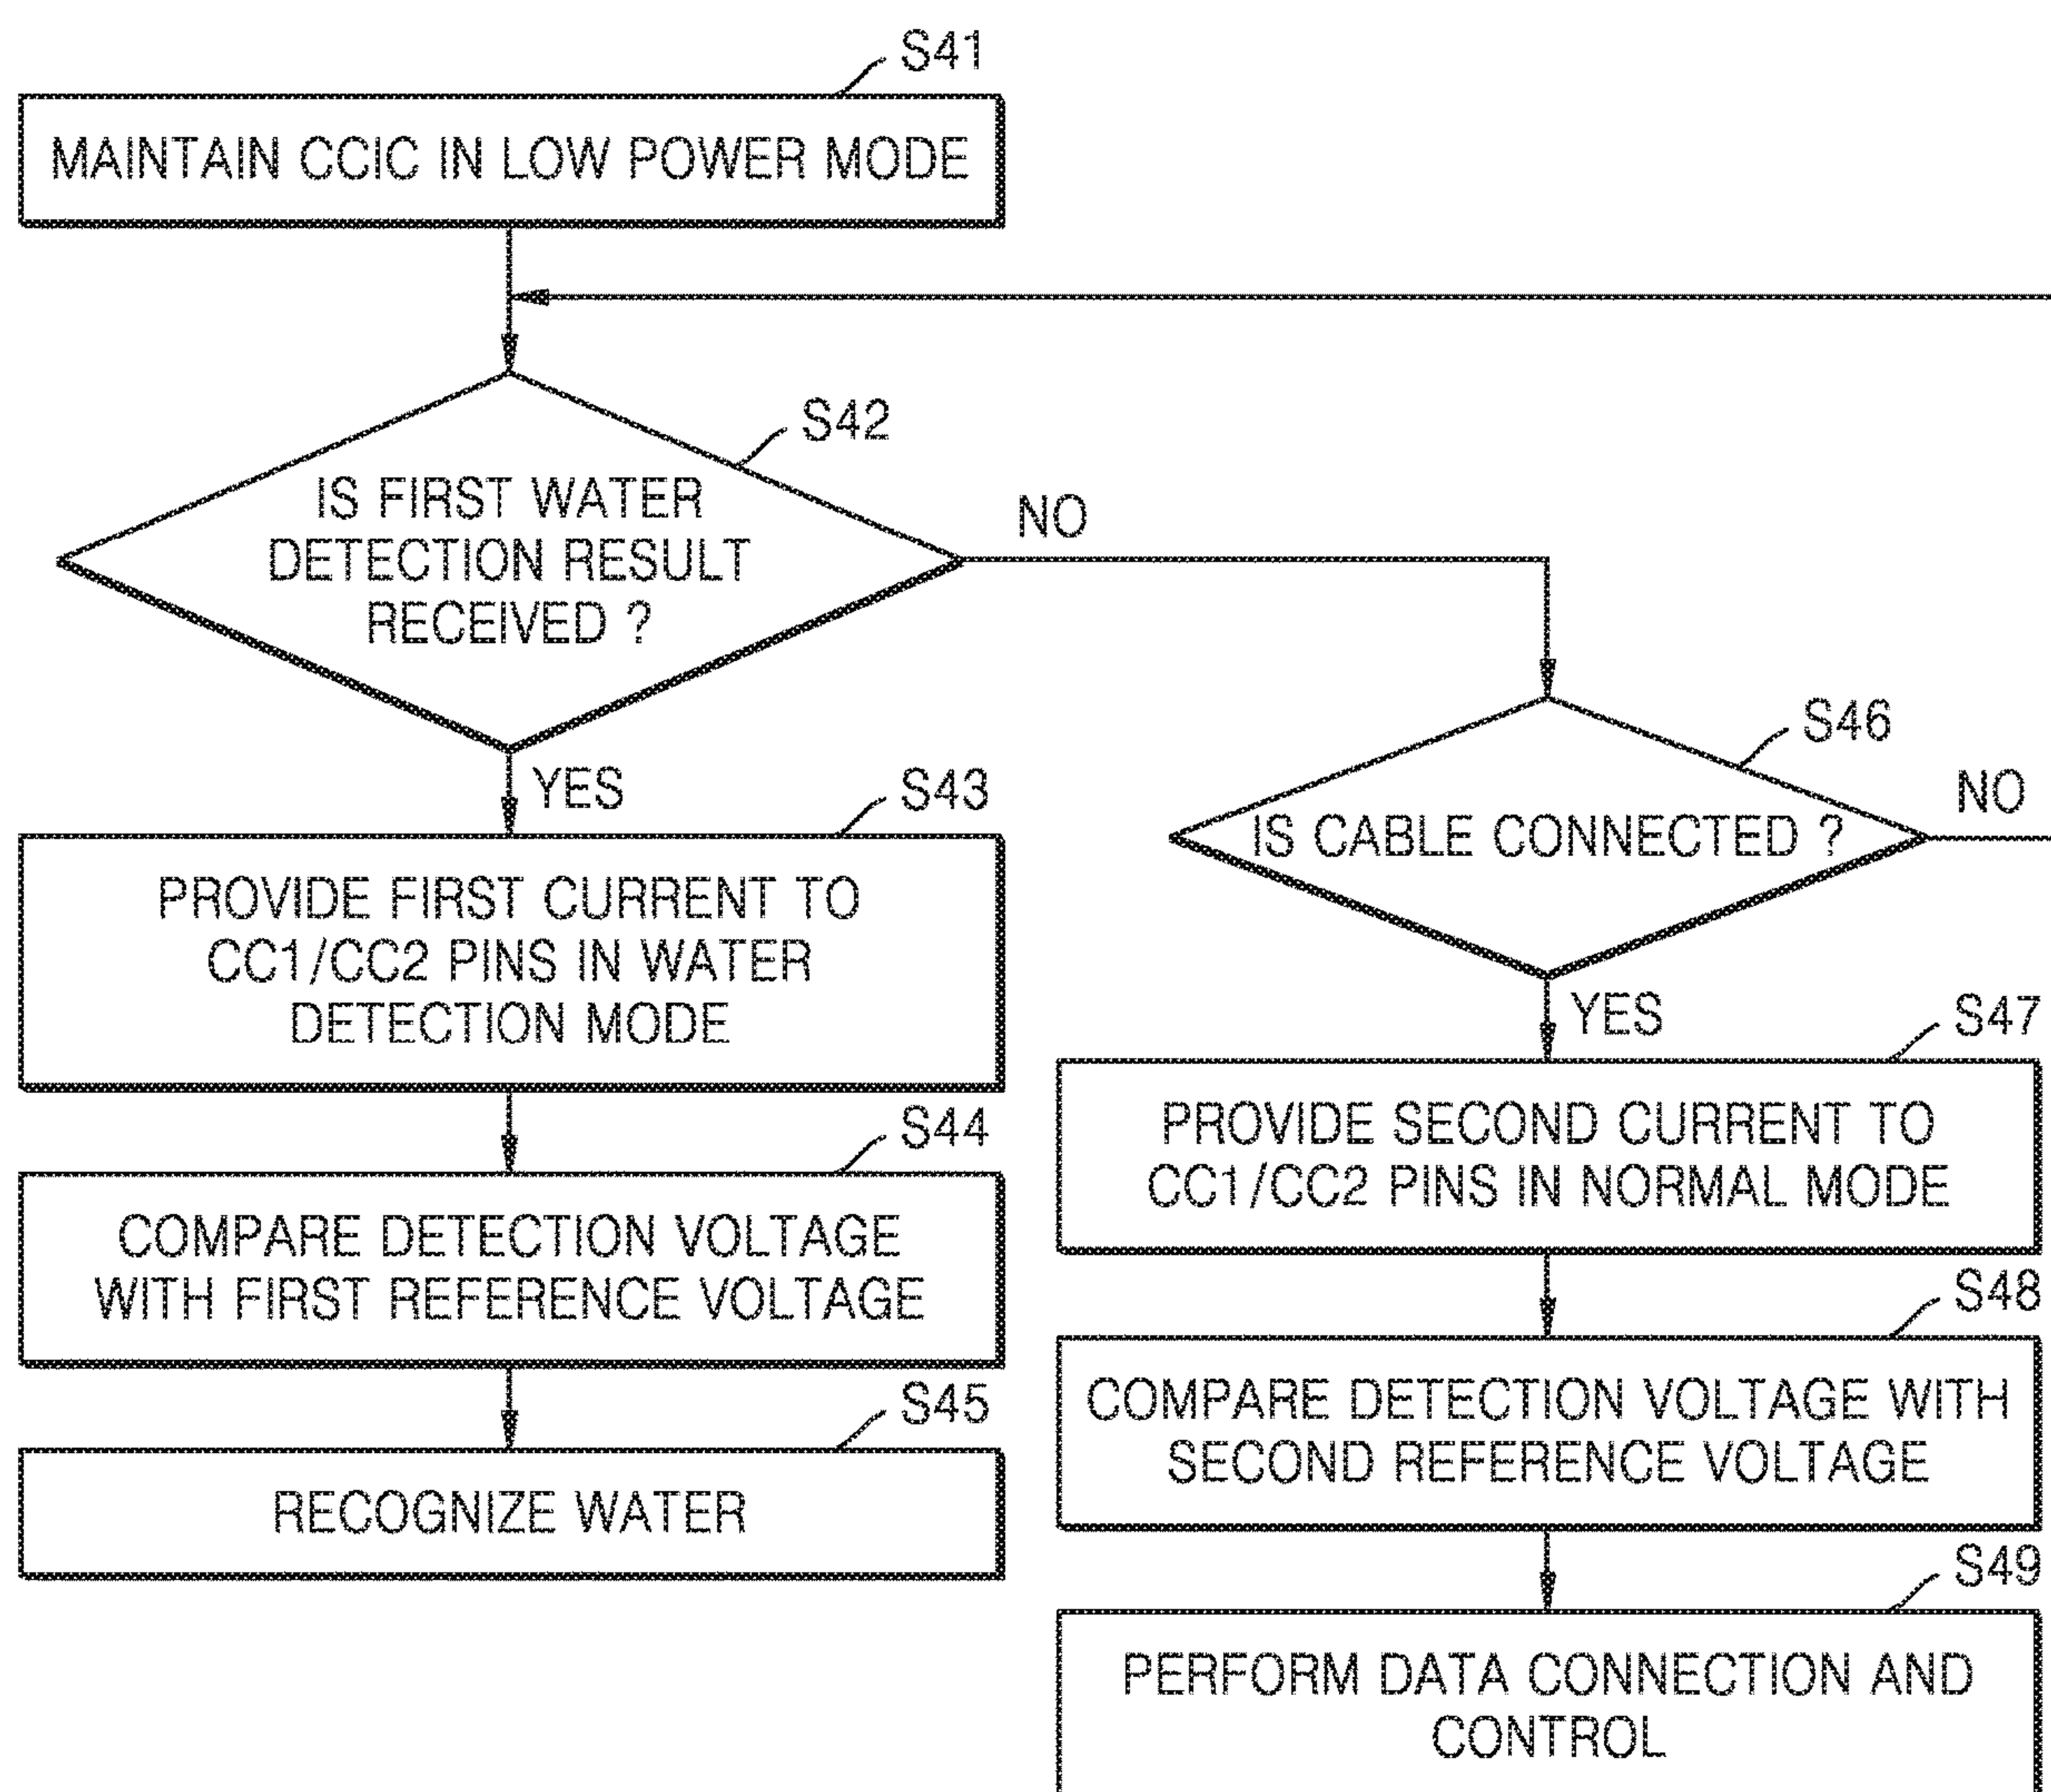 S41
MAINTAIN CCIC IN LOW POWER MODE
S42
IS FIRST WATER
DETECTION RESULT
RECEIVED ?
NO
YES
S43
PROVIDE FIRST CURRENT TO
CC1/CC2 PINS IN WATER
DETECTION MODE
S44
COMPARE DETECTION VOLTAGE
WITH FIRST REFERENCE VOLTAGE
S45
RECOGNIZE WATER
S46
IS CABLE CONNECTED ?
NO
YES
S47
PROVIDE SECOND CURRENT TO
CC1/CC2 PINS IN NORMAL MODE
S48
COMPARE DETECTION VOLTAGE WITH
SECOND REFERENCE VOLTAGE
S49
PERFORM DATA CONNECTION AND
CONTROL